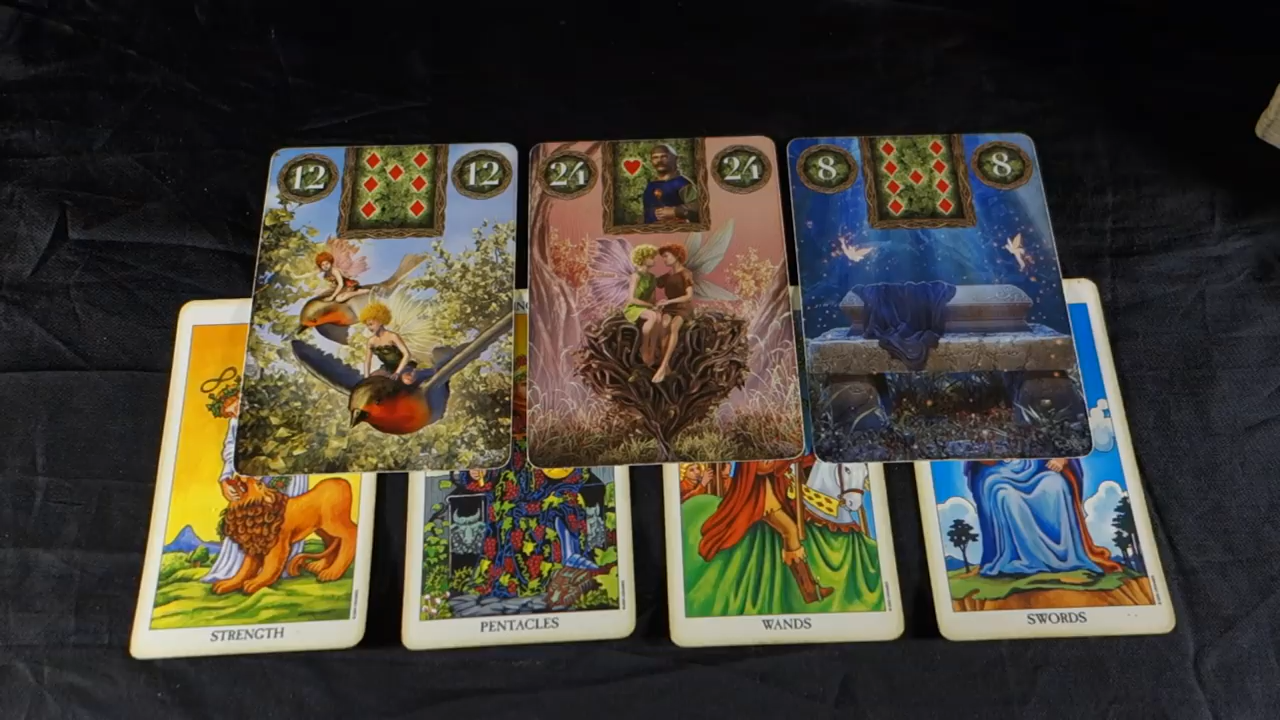 12 12
24 24
8 8
STRENGTH
PENTACLES
WANDS
SWORDS